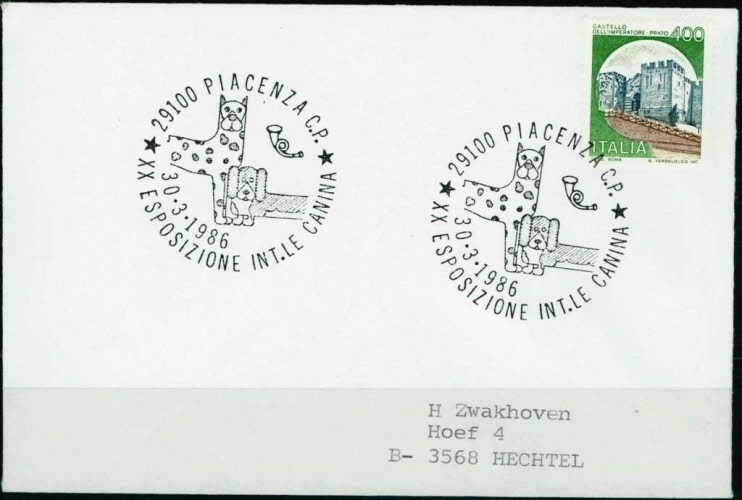 CASTELLO
DELL'IMPERATORE - PRATO 400
ITALIA
ROMA
29100 PIACENZA C.P.
30·3·1986
★ XX ESPOSIZIONE INT.LE CANINA ★
29100 PIACENZA C.P.
30·3·1986
★ XX ESPOSIZIONE INT.LE CANINA ★
H Zwakhoven
Hoef 4
B- 3568 HECHTEL